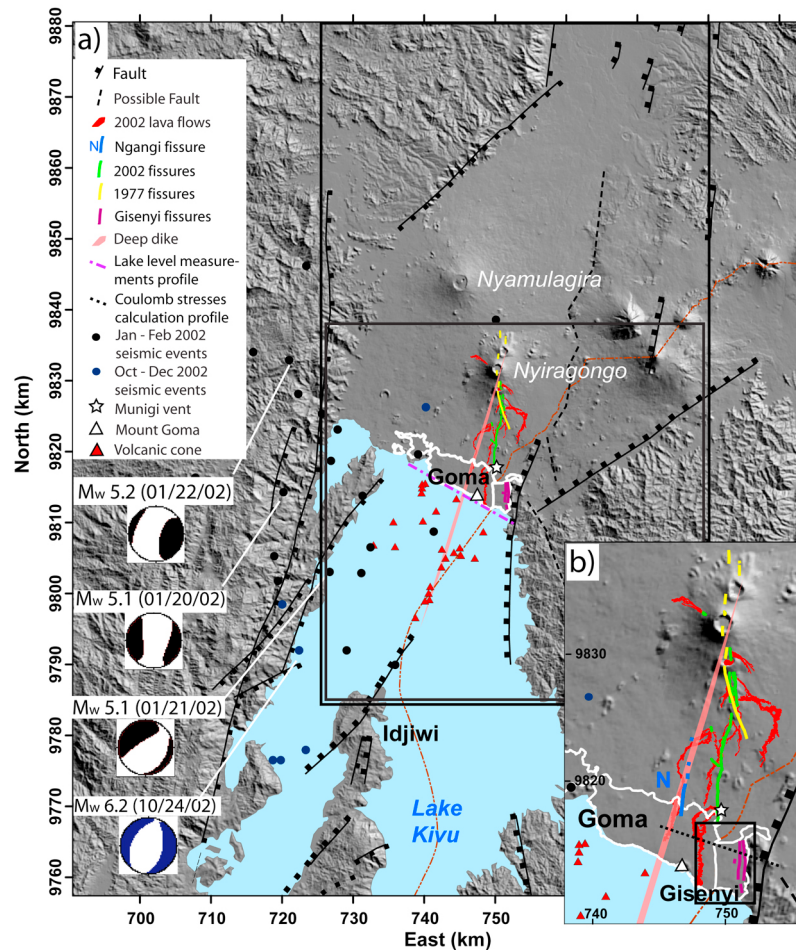 a)
Fault
Possible Fault
2002 lava flows
N Ngangi fissure
2002 fissures
1977 fissures
Gisenyi fissures
Deep dike
Lake level measure-
ments profile
Coulomb stresses
calculation profile
Jan - Feb 2002
seismic events
Oct - Dec 2002
seismic events
Munigi vent
Mount Goma
Volcanic cone
Mw 5.2 (01/22/02)
Mw 5.1 (01/20/02)
Mw 5.1 (01/21/02)
Mw 6.2 (10/24/02)
Nyamulagira
Nyiragongo
Goma
Idjiwi
Lake
Kivu
North (km)
9880
9870
9860
9850
9840
9830
9820
9810
9800
9790
9780
9770
9760
700
710
720
730
740
750
East (km)
b)
9830
9820
N
Goma
Gisenyi
740
750